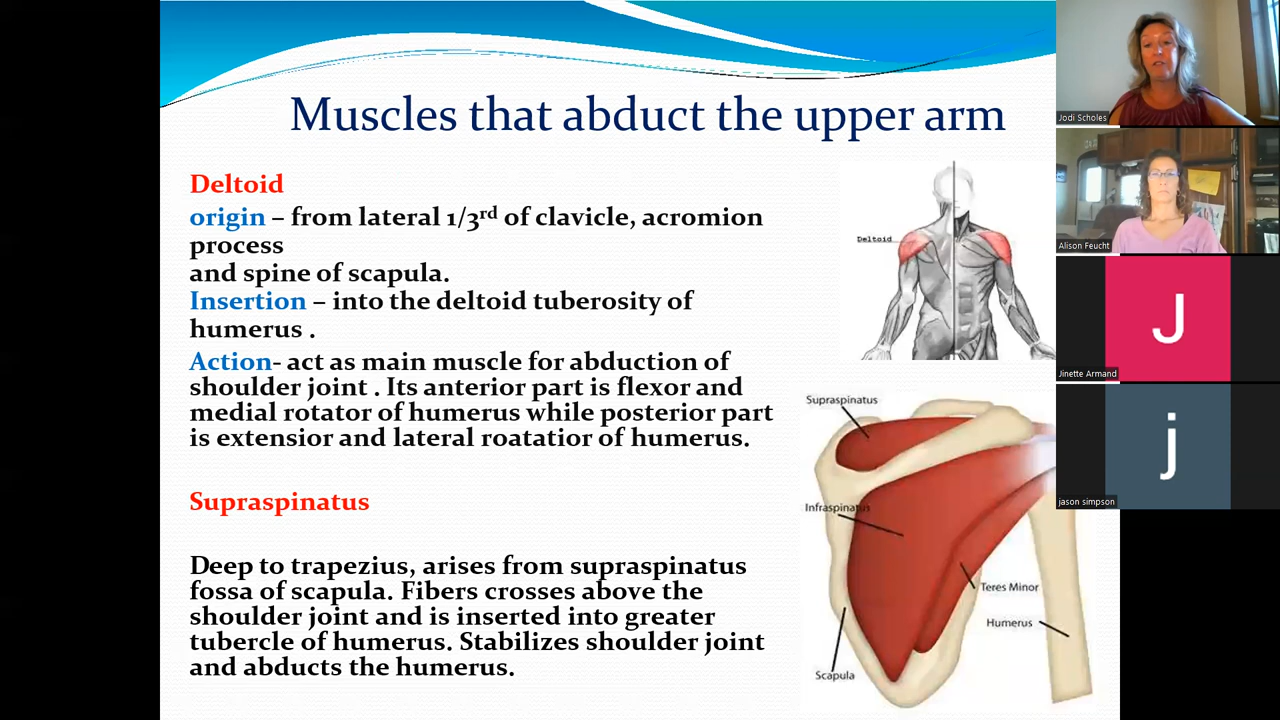 Muscles that abduct the upper arm
Deltoid
origin – from lateral 1/3rd of clavicle, acromion
process
and spine of scapula.
Insertion – into the deltoid tuberosity of
humerus .
Action- act as main muscle for abduction of
shoulder joint . Its anterior part is flexor and
medial rotator of humerus while posterior part
is extensior and lateral roatatior of humerus.
Supraspinatus
Deep to trapezius, arises from supraspinatus
fossa of scapula. Fibers crosses above the
shoulder joint and is inserted into greater
tubercle of humerus. Stabilizes shoulder joint
and abducts the humerus.
Deltoid
Supraspinatus
Infraspinatus
Teres Minor
Humerus
Scapula
Jodi Scholes
Alison Feucht
J
Jinette Armand
j
jason simpson